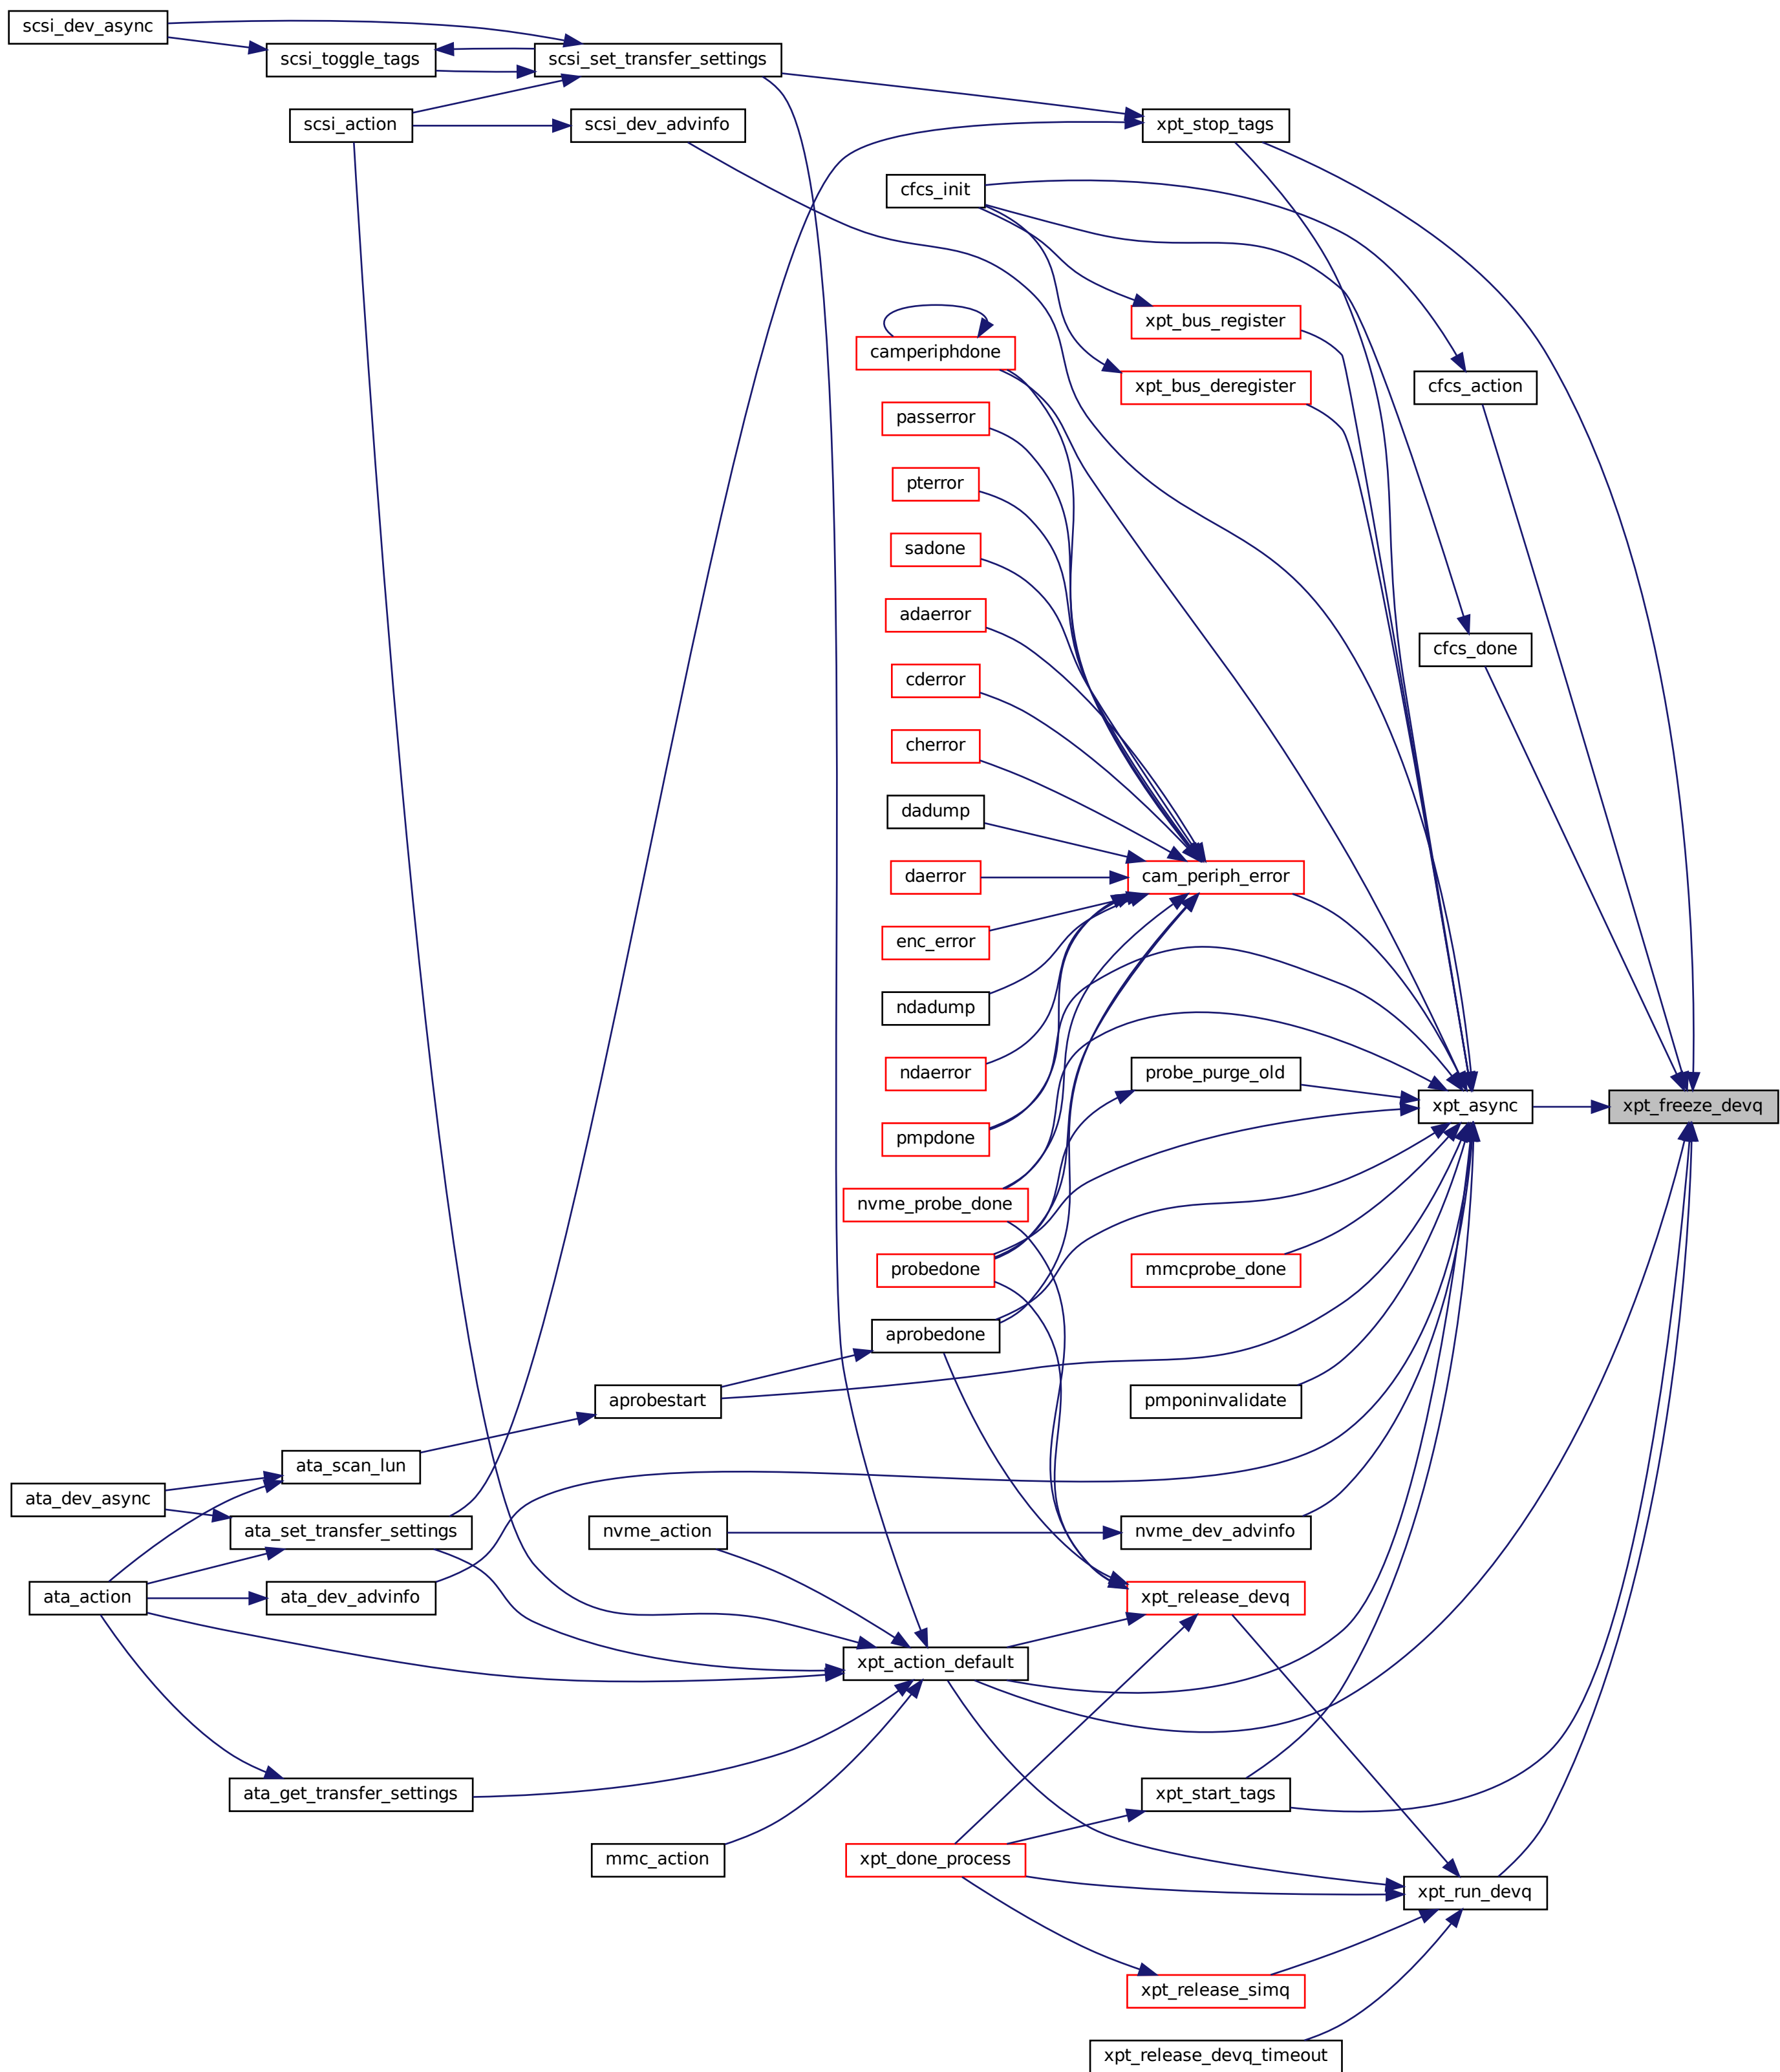 scsi_dev_async
scsi_toggle_tags
scsi_set_transfer_settings
scsi_action
scsi_dev_advinfo
xpt_stop_tags
cfcs_init
xpt_bus_register
camperiphdone
xpt_bus_deregister
cfcs_action
passerror
pterror
sadone
adaerror
cfcs_done
cderror
cherror
dadump
daerror
cam_periph_error
enc_error
ndadump
ndaerror
probe_purge_old
xpt_async
xpt_freeze_devq
pmpdone
nvme_probe_done
probedone
mmcprobe_done
aprobedone
aprobestart
pmponinvalidate
ata_scan_lun
ata_dev_async
ata_set_transfer_settings
nvme_action
nvme_dev_advinfo
ata_action
ata_dev_advinfo
xpt_release_devq
xpt_action_default
ata_get_transfer_settings
xpt_start_tags
mmc_action
xpt_done_process
xpt_run_devq
xpt_release_simq
xpt_release_devq_timeout